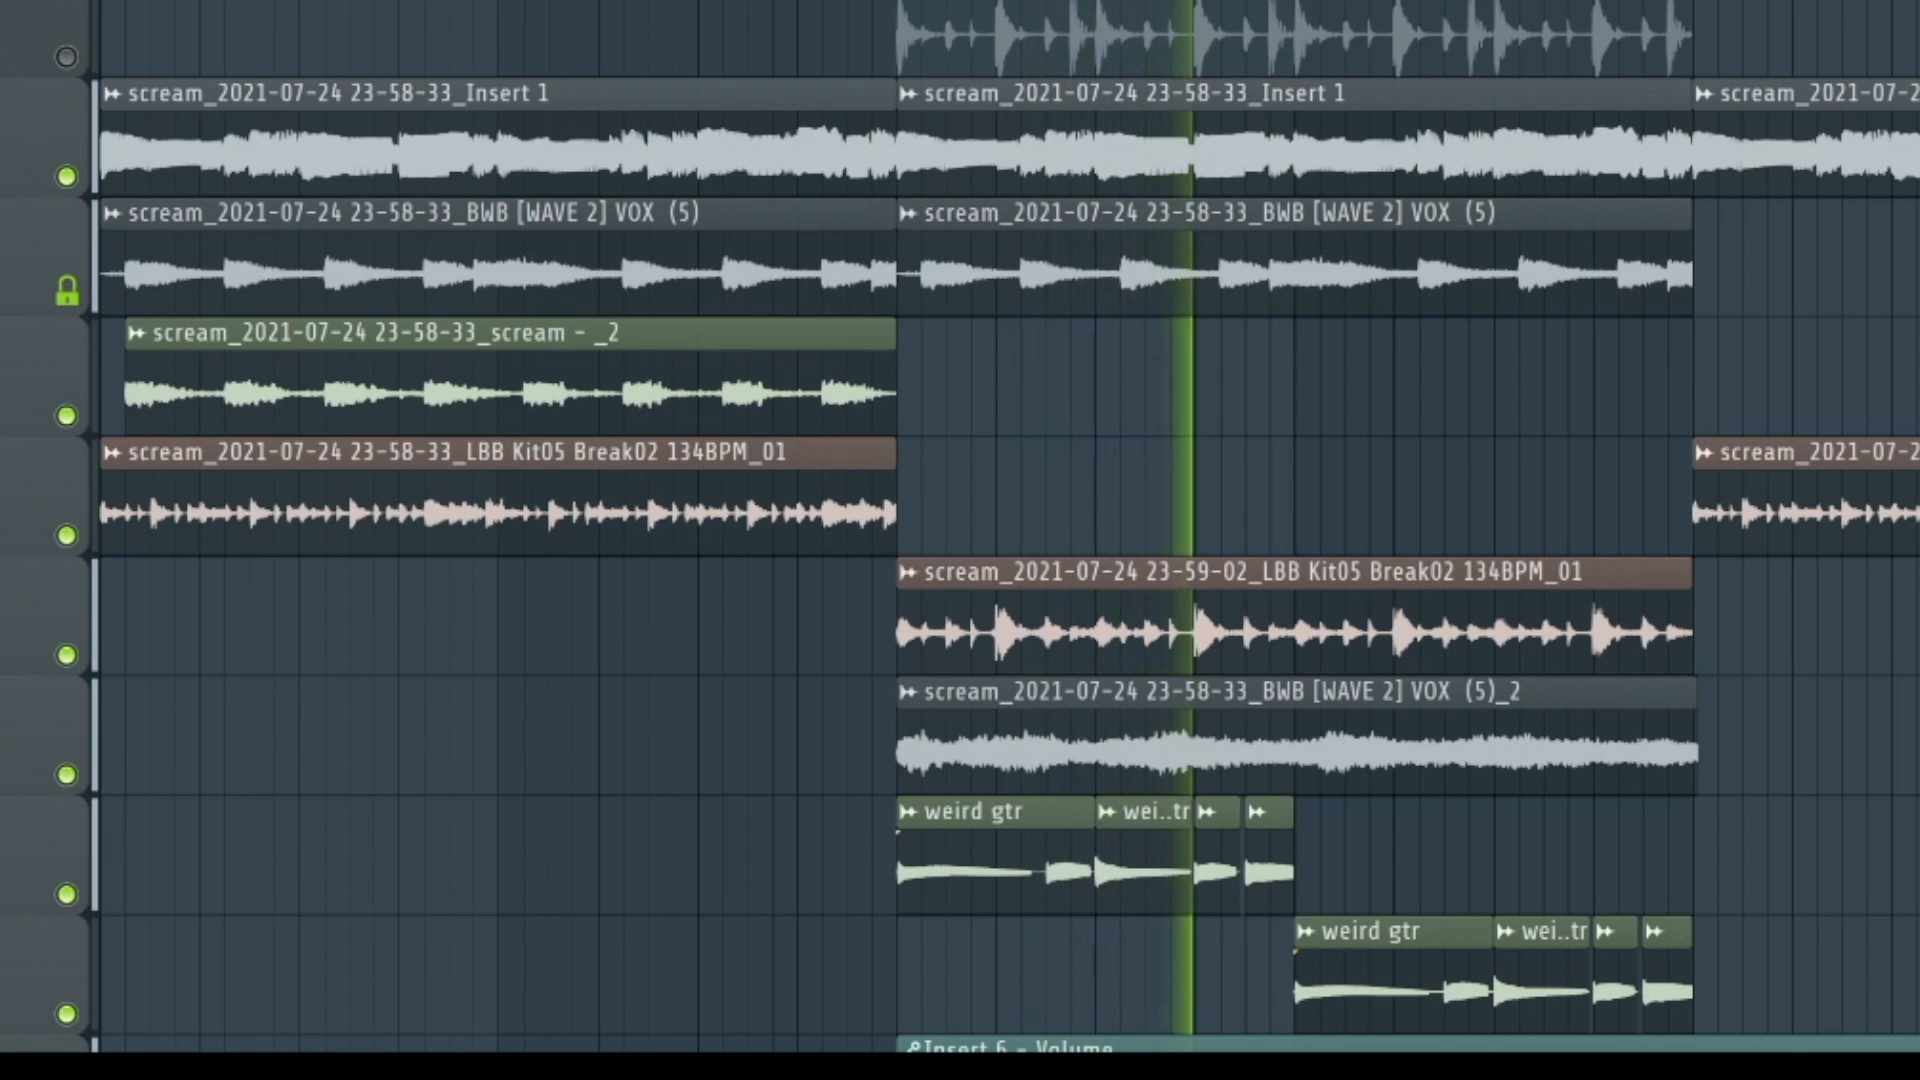 scream_2021-07-24 23-58-33_Insert 1
scream_2021-07-24 23-58-33_Insert 1
scream_2021-07-2
scream_2021-07-24 23-58-33_BWB [WAVE 2] VOX (5)
scream_2021-07-24 23-58-33_BWB [WAVE 2] VOX (5)
scream_2021-07-24 23-58-33_scream - _2
scream_2021-07-24 23-58-33_LBB Kit05 Break02 134BPM_01
scream_2021-07-2
scream_2021-07-24 23-59-02_LBB Kit05 Break02 134BPM_01
scream_2021-07-24 23-58-33_BWB [WAVE 2] VOX (5)_2
weird gtr
wei..tr
weird gtr
wei..tr
Insert 6 - Volume